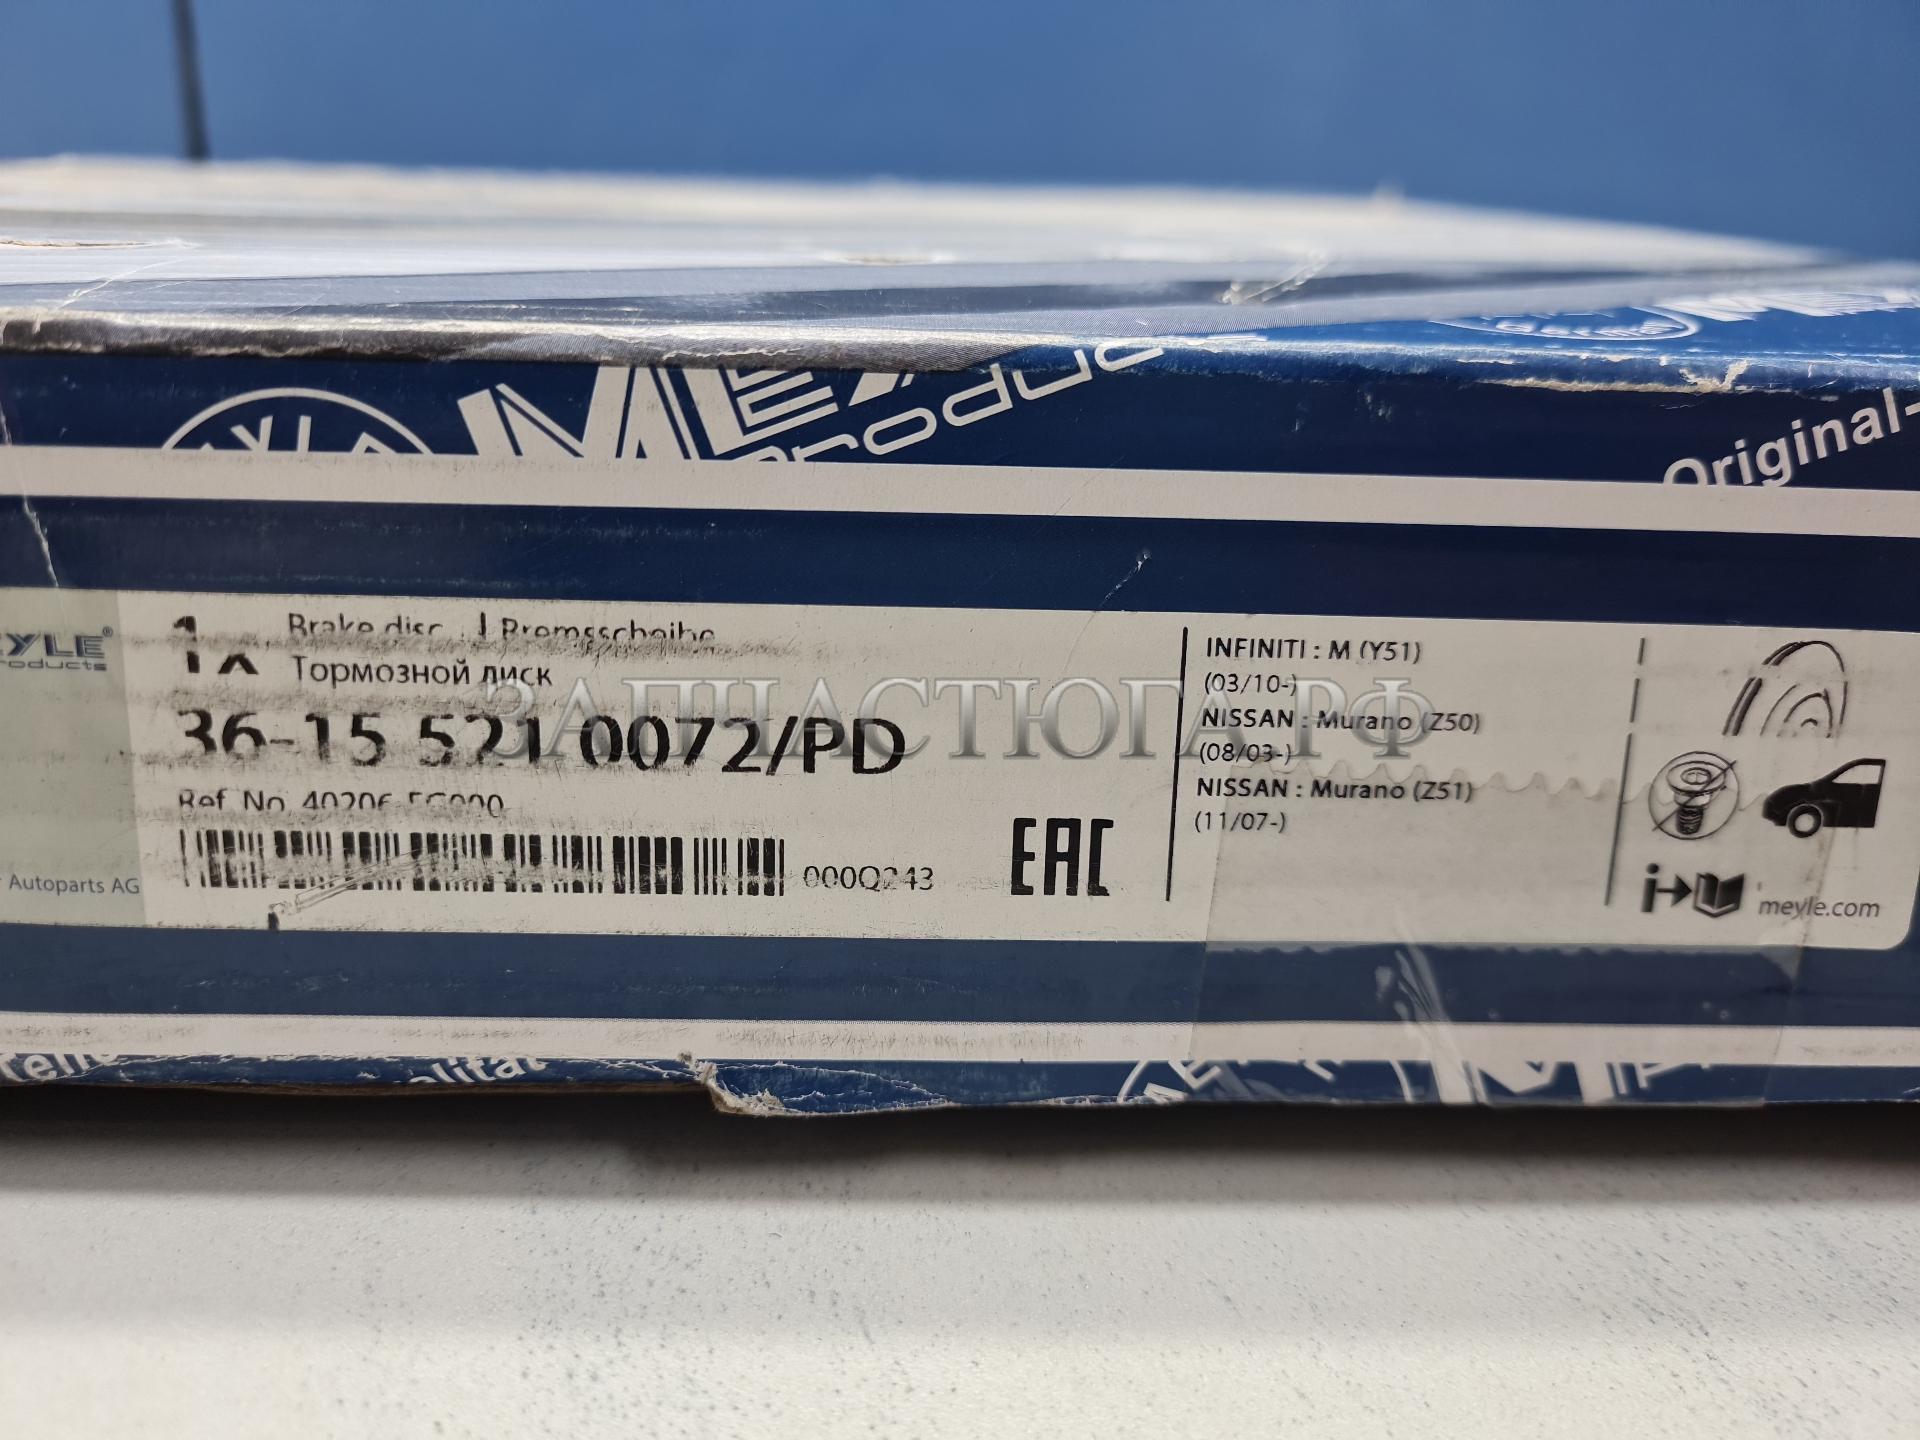 Original-
EYLE®
roducts
1x Brake disc | Bremsscheibe
Тормозной диск
36-15 521 0072/PD
Ref. No. 40206-EG000
000Q243
Autoparts AG
EAC
INFINITI : M (Y51)
(03/10-)
NISSAN : Murano (Z50)
(08/03-)
NISSAN : Murano (Z51)
(11/07-)
i
meyle.com
ЗАПЧАСТЮГА.РФ